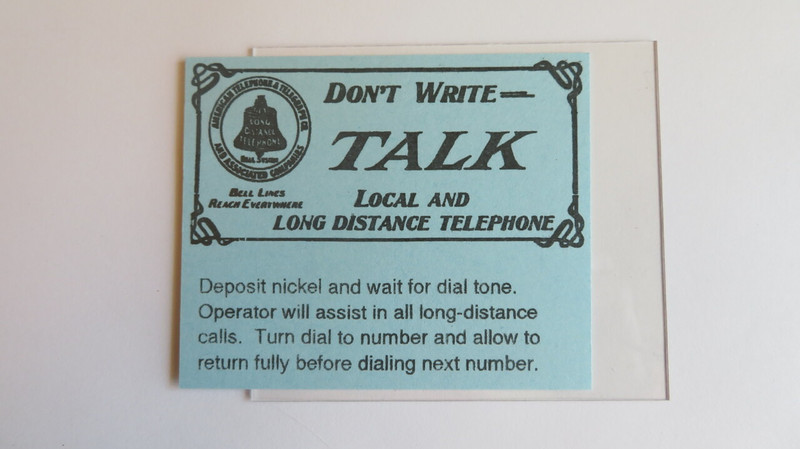 AMERICAN TELEPHONE & TELEGRAPH CO.
AND ASSOCIATED COMPANIES
LONG
DISTANCE
TELEPHONE
BELL SYSTEM
BELL LINES
REACH EVERYWHERE
DON'T WRITE—
TALK
LOCAL AND
LONG DISTANCE TELEPHONE
Deposit nickel and wait for dial tone.
Operator will assist in all long-distance
calls.  Turn dial to number and allow to
return fully before dialing next number.